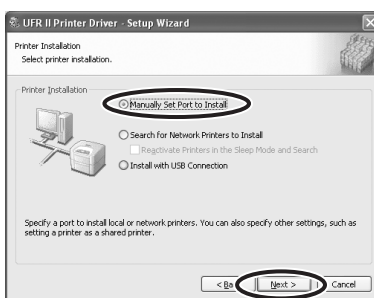 UFR II Printer Driver - Setup Wizard
Printer Installation
Select printer installation.
Printer Installation
Manually Set Port to Install
Search for Network Printers to Install
Reactivate Printers in the Sleep Mode and Search
Install with USB Connection
Specify a port to install local or network printers. You can also specify other settings, such as
setting a printer as a shared printer.
< Ba
Next >
Cancel